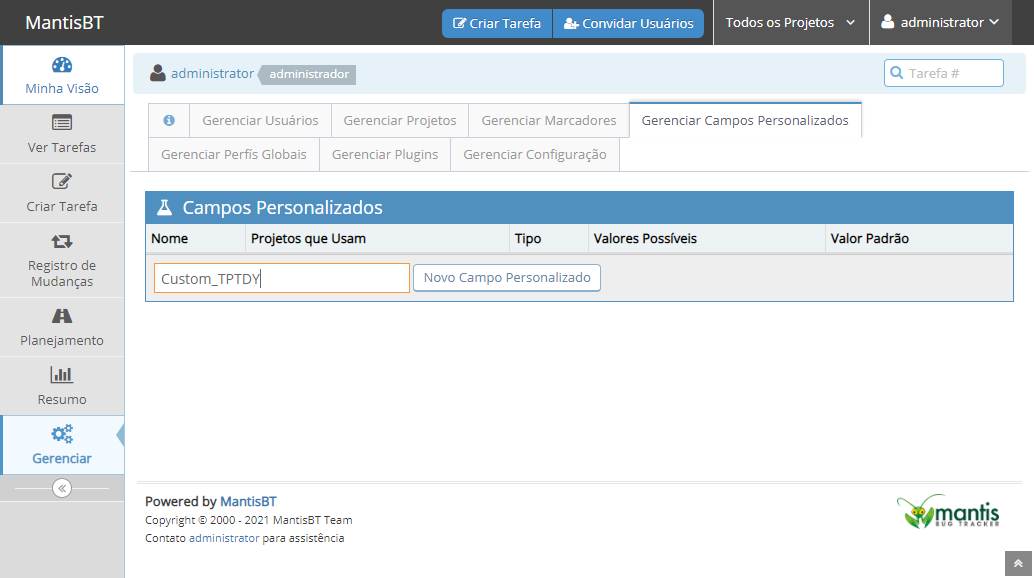 MantisBT
Criar Tarefa
Convidar Usuários
Todos os Projetos
administrator
Minha Visão
Ver Tarefas
Criar Tarefa
Registro de
Mudanças
Planejamento
Resumo
Gerenciar
administrator administrador
Tarefa #
Gerenciar Usuários
Gerenciar Projetos
Gerenciar Marcadores
Gerenciar Campos Personalizados
Gerenciar Perfís Globais
Gerenciar Plugins
Gerenciar Configuração
Campos Personalizados
Nome
Projetos que Usam
Tipo
Valores Possíveis
Valor Padrão
Custom_TPTDY
Novo Campo Personalizado
Powered by MantisBT
Copyright © 2000 - 2021 MantisBT Team
Contato administrator para assistência
mantis
BUG TRACKER